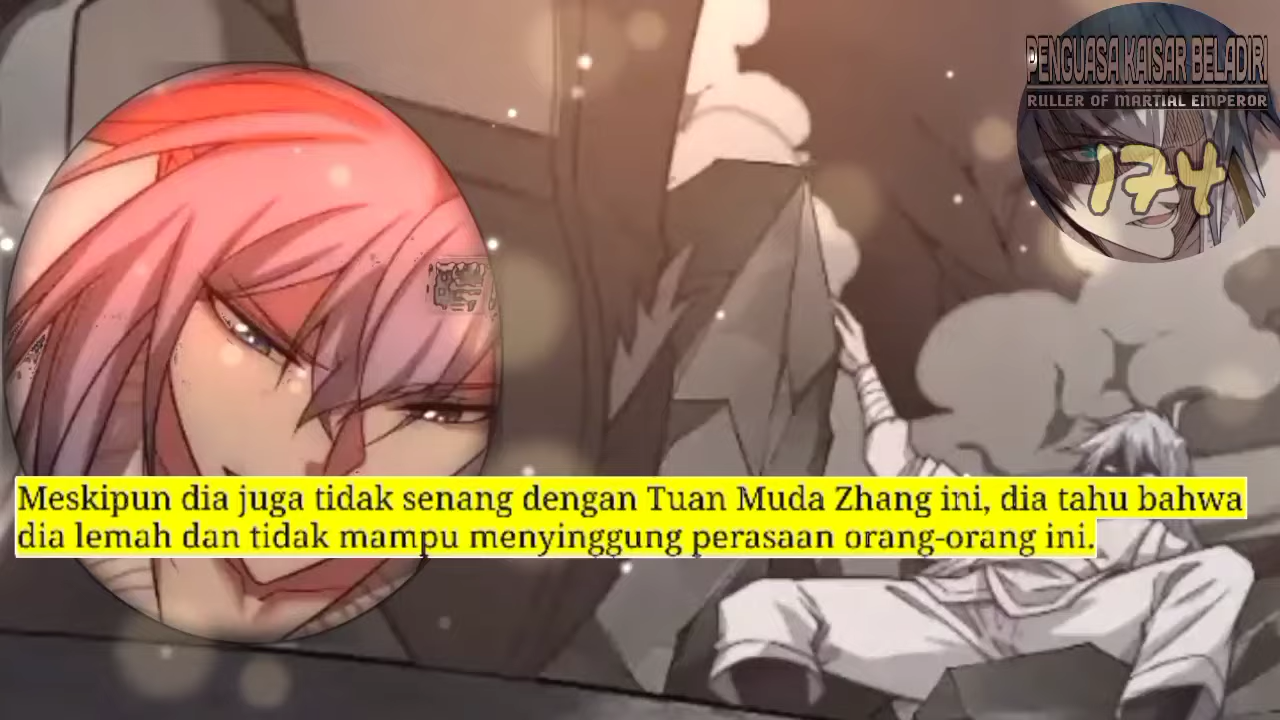 PENGUASA KAISAR BELADIRI
RULLER OF MARTIAL EMPEROR
174
Meskipun dia juga tidak senang dengan Tuan Muda Zhang ini, dia tahu bahwa
dia lemah dan tidak mampu menyinggung perasaan orang-orang ini.